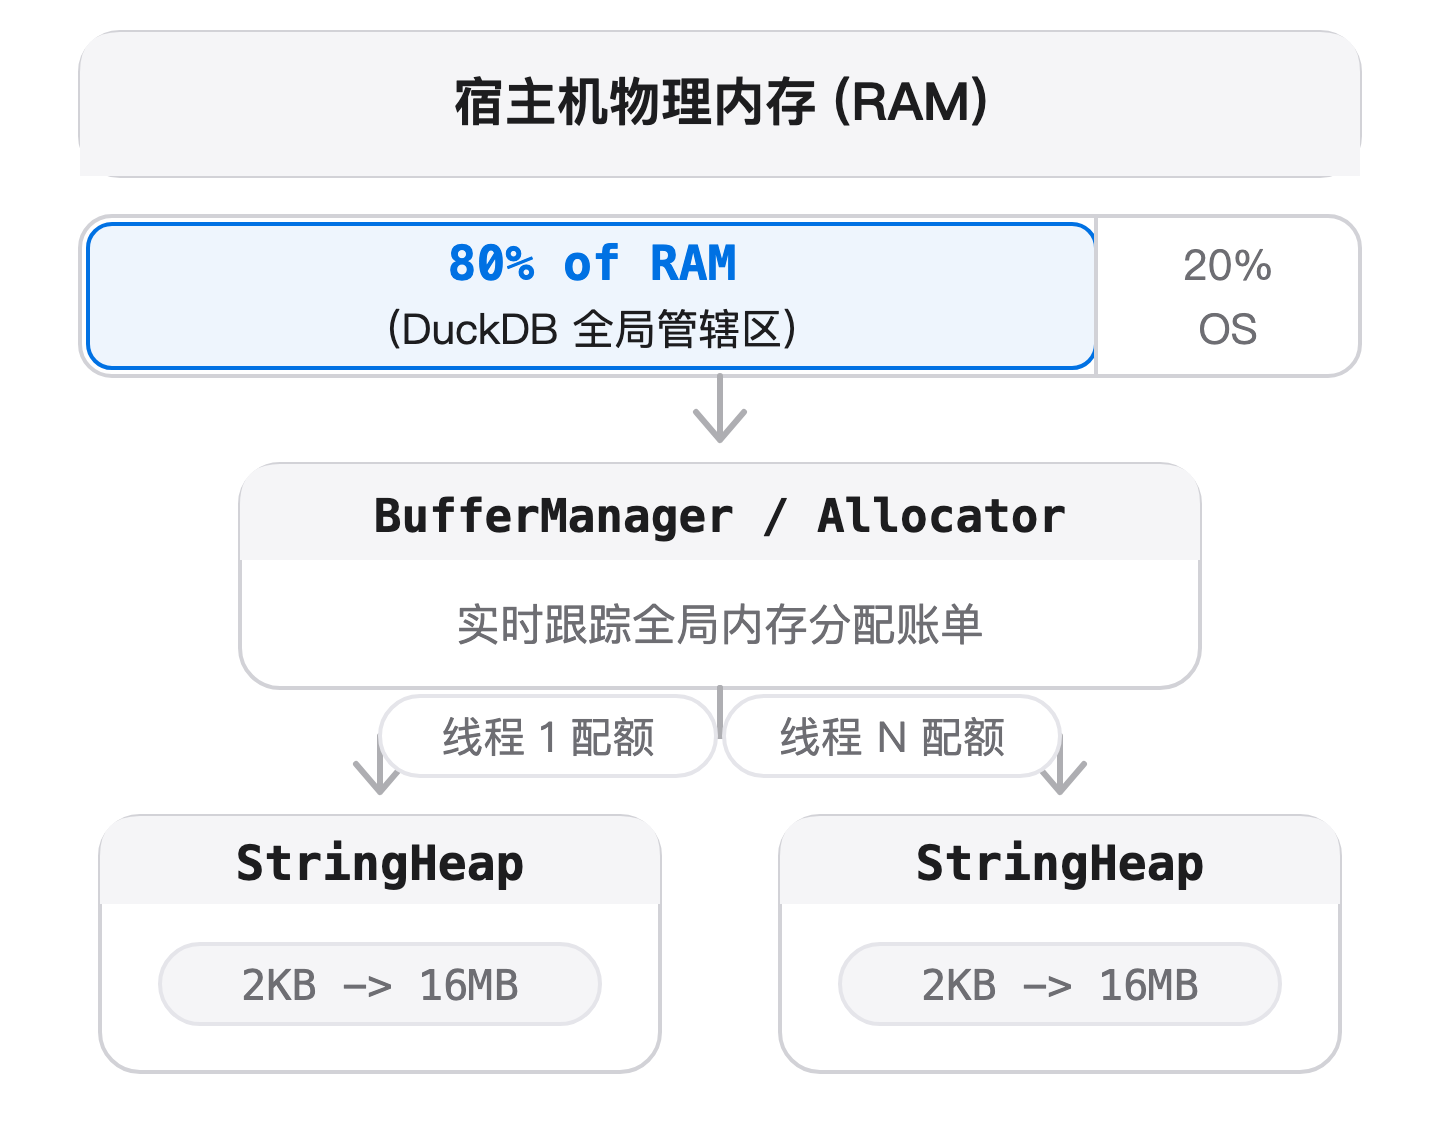 宿主机物理内存 (RAM)
80% of RAM
(DuckDB 全局管辖区)
20%
OS
BufferManager / Allocator
实时跟踪全局内存分配账单
线程 1 配额
线程 N 配额
StringHeap
2KB -> 16MB
StringHeap
2KB -> 16MB